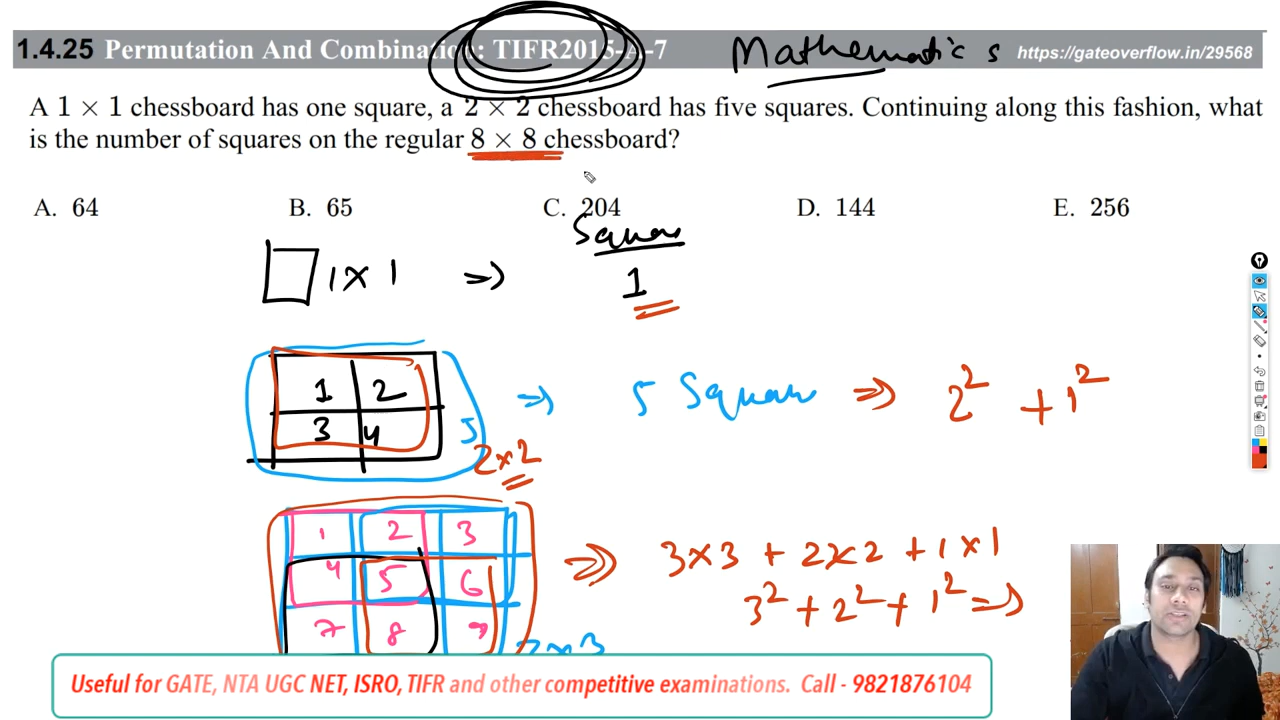 1.4.25 Permutation And Combination: TIFR2015-A-7 Mathematics https://gateoverflow.in/29568
A 1 × 1 chessboard has one square, a 2 × 2 chessboard has five squares. Continuing along this fashion, what
is the number of squares on the regular 8 × 8 chessboard?
A. 64 B. 65 C. 204 D. 144 E. 256
Square
1×1 ⇒ 1
1 2
3 4 5
2×2
⇒ 5 Square ⇒ 2² + 1²
1 2 3
4 5 6
7 8 9
⇒ 3×3 + 2×2 + 1×1
3² + 2² + 1² ⇒
Useful for GATE, NTA UGC NET, ISRO, TIFR and other competitive examinations. Call - 9821876104